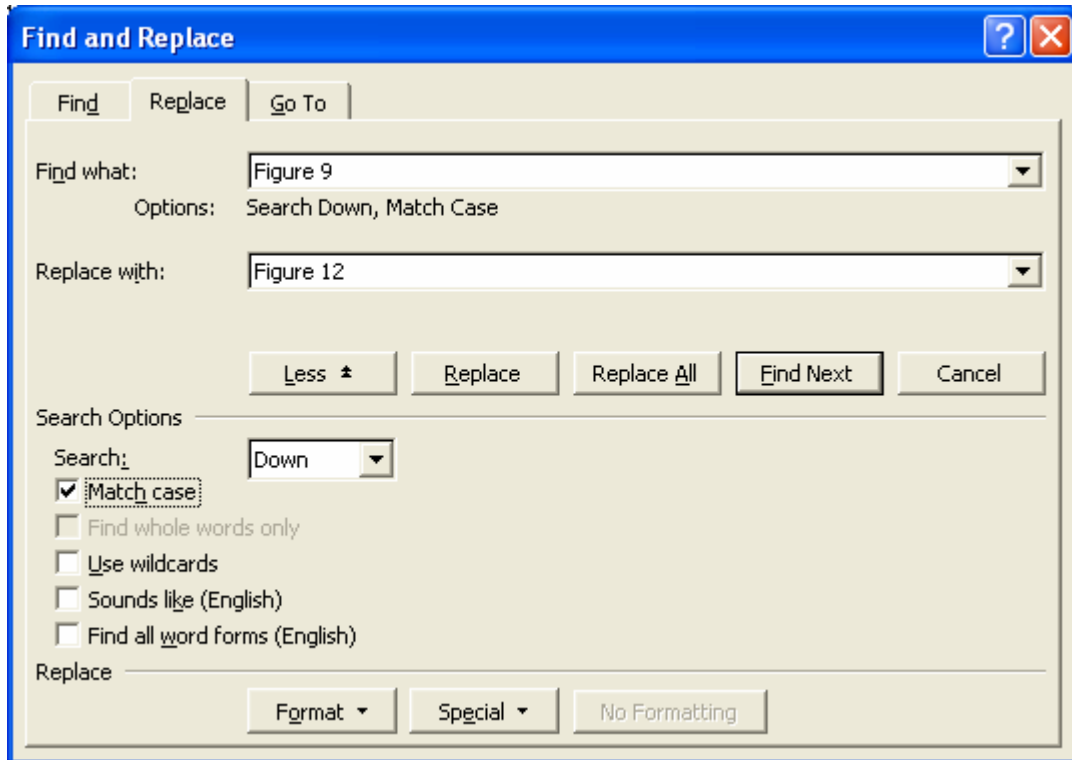 Find and Replace
Find Replace Go To
Find what: Figure 9
Options: Search Down, Match Case
Replace with: Figure 12
Less Replace Replace All Find Next Cancel
Search Options
Search: Down
Match case
Find whole words only
Use wildcards
Sounds like (English)
Find all word forms (English)
Replace
Format Special No Formatting